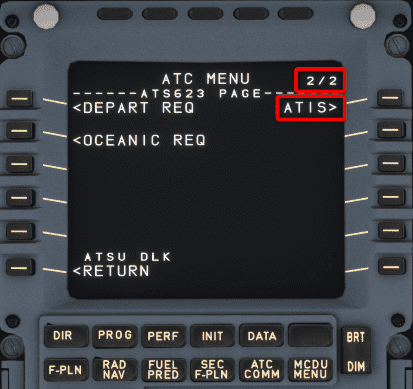 ATC MENU 2/2
------ATS623 PAGE------
<DEPART REQ ATIS>
<OCEANIC REQ
ATSU DLK
<RETURN
DIR PROG PERF INIT DATA BRT
F-PLN RAD NAV FUEL PRED SEC F-PLN ATC COMM MCDU MENU DIM